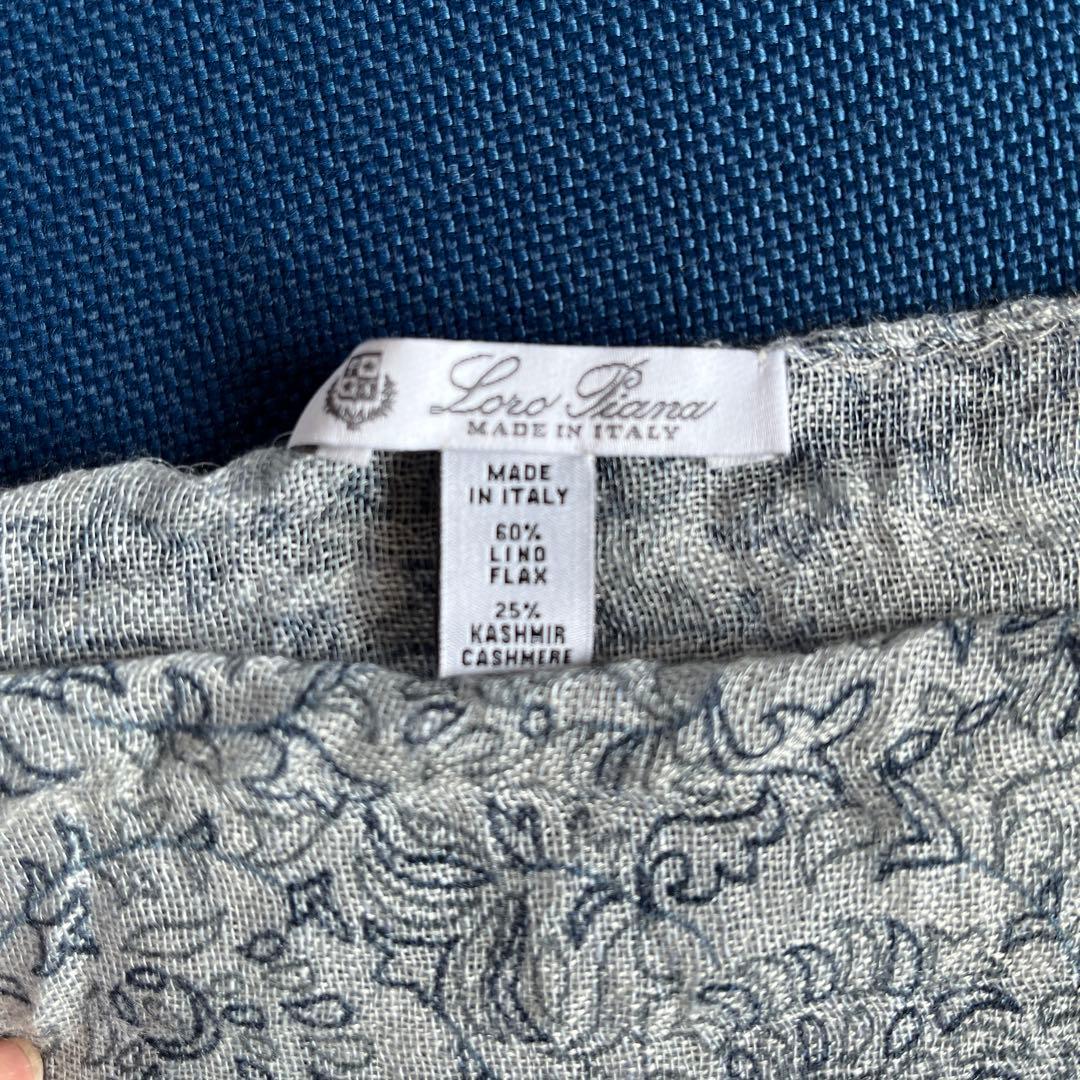 Loro Piana
MADE IN ITALY
MADE
IN ITALY
60%
LINO
FLAX
25%
KASHMIR
CASHMERE